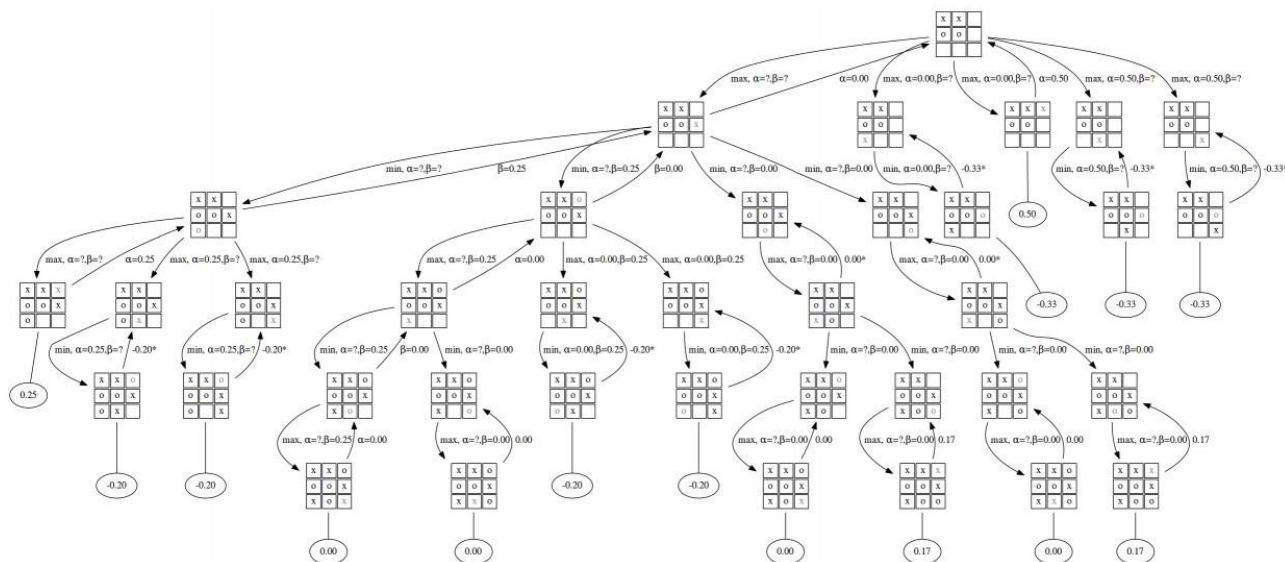 x x
o o
max, α=?,β=? α=0.00 max, α=0.00,β=? max, α=0.00,β=? α=0.50 max, α=0.50,β=? max, α=0.50,β=?
x x x x x x x x x x x
o o x o o o o o o o o
x x x
min, α=?,β=? β=0.25 min, α=?,β=0.25 β=0.00 min, α=?,β=0.00 min, α=?,β=0.00 min, α=0.00,β=? -0.33* min, α=0.50,β=? -0.33* min, α=0.50,β=? -0.33*
x x x x o x x x x x x x x x x
o o x o o x o o x o o x o o o 0.50 o o o o o o
o o o x x x
max, α=?,β=? α=0.25 max, α=0.25,β=? max, α=0.25,β=? max, α=?,β=0.25 α=0.00 max, α=0.00,β=0.25 max, α=0.00,β=0.25 max, α=?,β=0.00 0.00* max, α=?,β=0.00 0.00*
x x x x x x x x x o x x o x x o x x x x
o o x o o x o o x o o x o o x o o x o o x o o x -0.33 -0.33 -0.33
o o x o x x o x o x x o x o
min, α=0.25,β=? -0.20* min, α=0.25,β=? -0.20* min, α=?,β=0.25 β=0.00 min, α=?,β=0.00 min, α=0.00,β=0.25 -0.20* min, α=0.00,β=0.25 -0.20* min, α=?,β=0.00 min, α=?,β=0.00 min, α=?,β=0.00 min, α=?,β=0.00
x x o x x o x x o x x o x x o x x o x x o x x x x o x x
0.25 o o x o o x o o x o o x o o x o o x o o x o o x o o x o o x
o x o x x o x o o x o x x o x o x o x o x o
max, α=?,β=0.25 α=0.00 max, α=?,β=0.00 0.00 max, α=?,β=0.00 0.00 max, α=?,β=0.00 0.17 max, α=?,β=0.00 0.00 max, α=?,β=0.00 0.17
x x o x x o x x o x x x x x o x x x
-0.20 -0.20 o o x o o x -0.20 -0.20 o o x o o x o o x o o x
x o x x x o x o x x x o x x o x o o
0.00 0.00 0.00 0.17 0.00 0.17